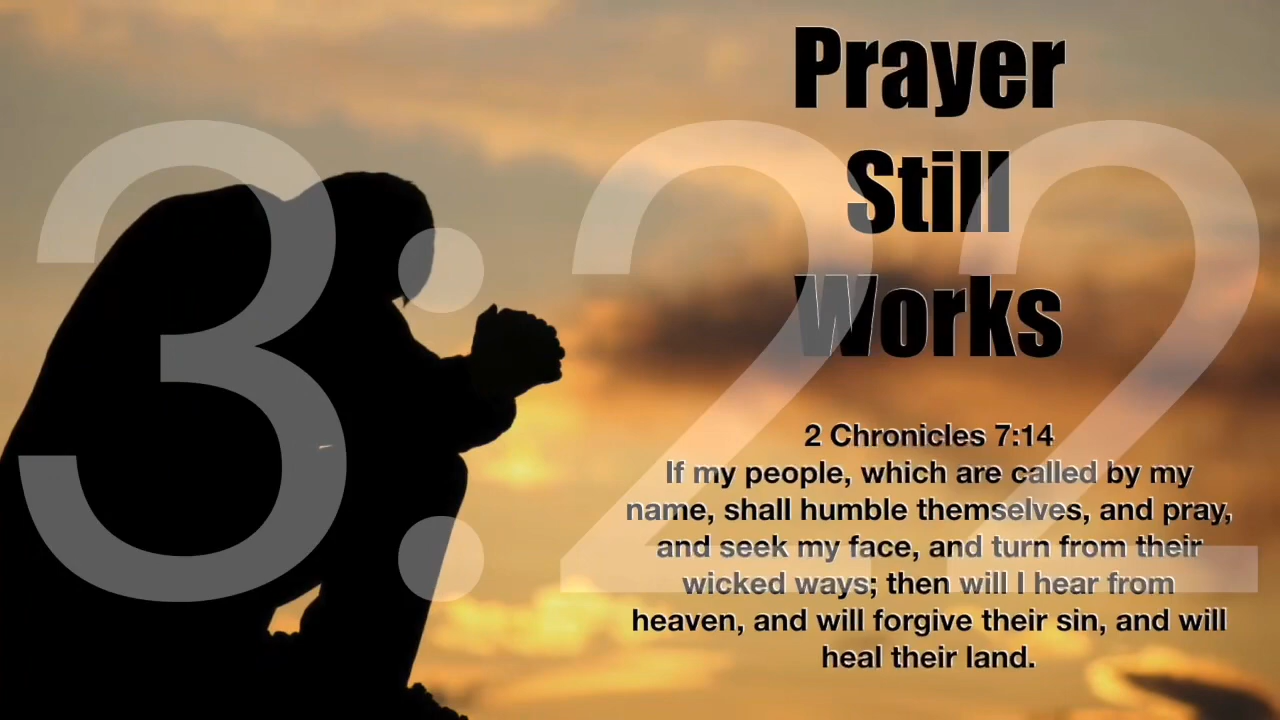 3:22
Prayer
Still
Works
2 Chronicles 7:14
If my people, which are called by my
name, shall humble themselves, and pray,
and seek my face, and turn from their
wicked ways; then will I hear from
heaven, and will forgive their sin, and will
heal their land.